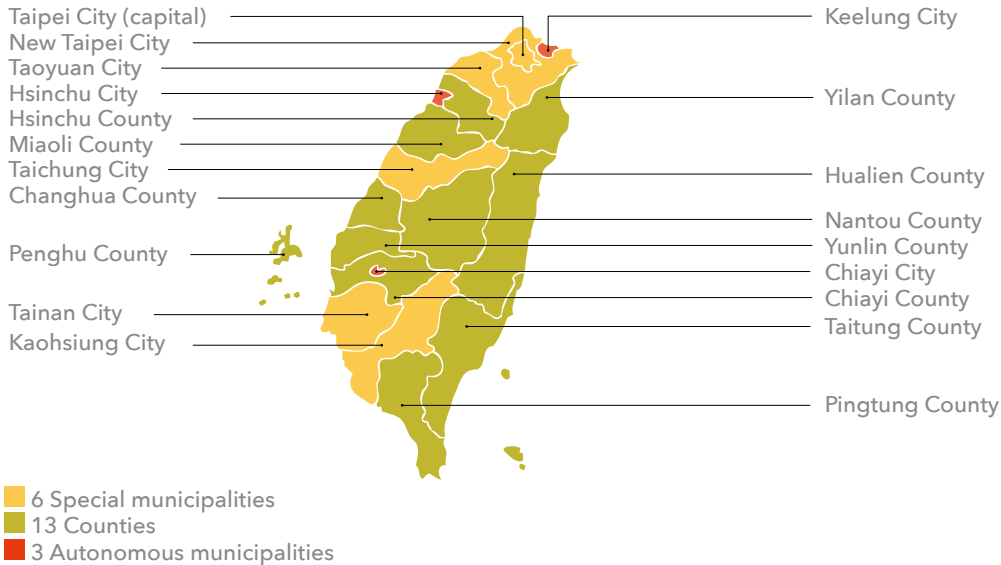 Taipei City (capital)
New Taipei City
Taoyuan City
Hsinchu City
Hsinchu County
Miaoli County
Taichung City
Changhua County
Penghu County
Tainan City
Kaohsiung City
Keelung City
Yilan County
Hualien County
Nantou County
Yunlin County
Chiayi City
Chiayi County
Taitung County
Pingtung County
6 Special municipalities
13 Counties
3 Autonomous municipalities